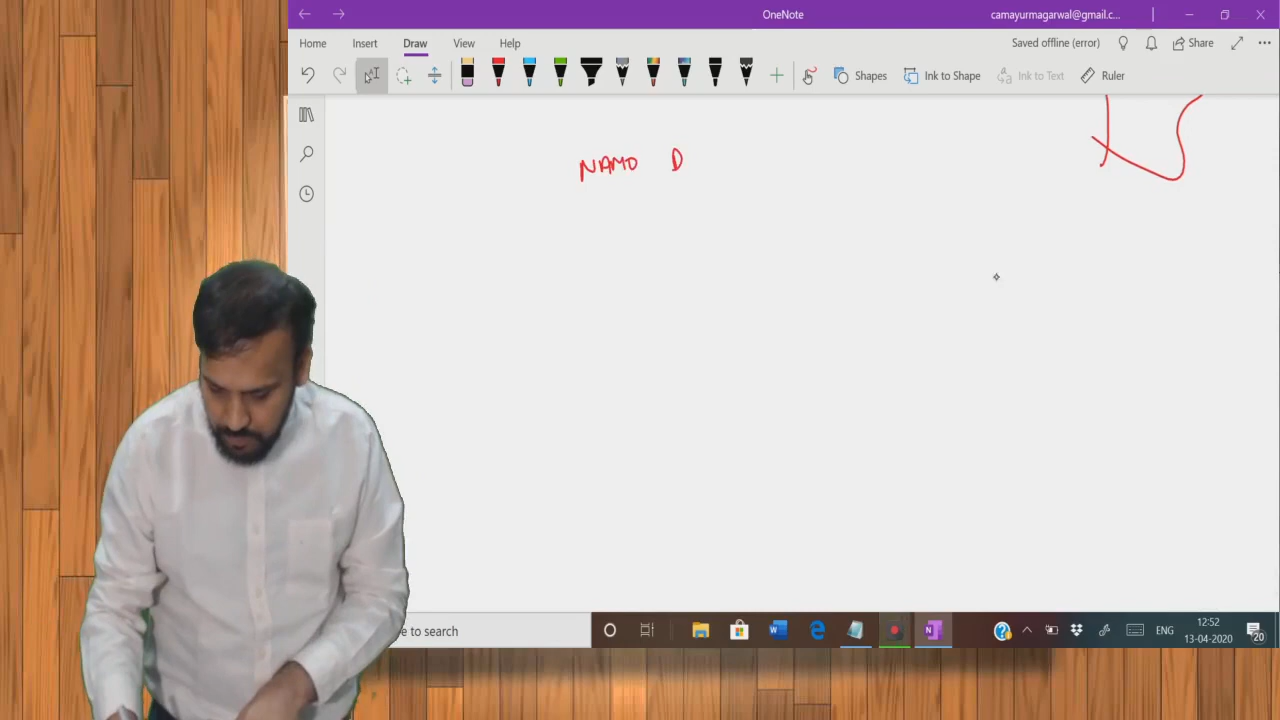 OneNote
camayurmagarwal@gmail.c...
Home Insert Draw View Help
Saved offline (error)
Share
Shapes
Ink to Shape
Ink to Text
Ruler
NAMO D
e to search
ENG
12:52
13-04-2020
20